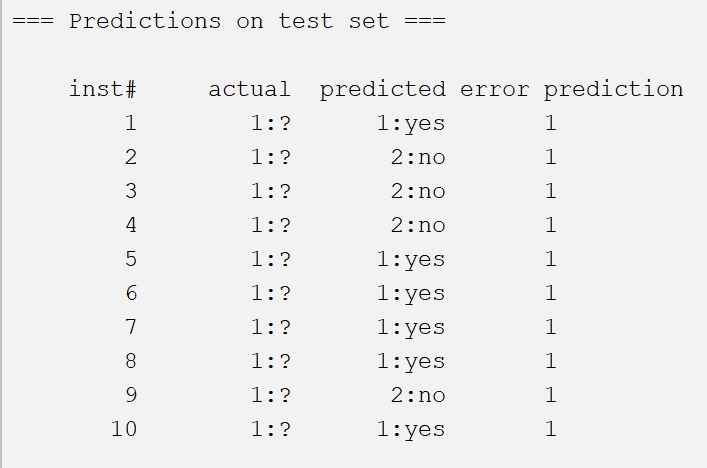 === Predictions on test set ===
inst# actual predicted error prediction
1 1:? 1:yes 1
2 1:? 2:no 1
3 1:? 2:no 1
4 1:? 2:no 1
5 1:? 1:yes 1
6 1:? 1:yes 1
7 1:? 1:yes 1
8 1:? 1:yes 1
9 1:? 2:no 1
10 1:? 1:yes 1